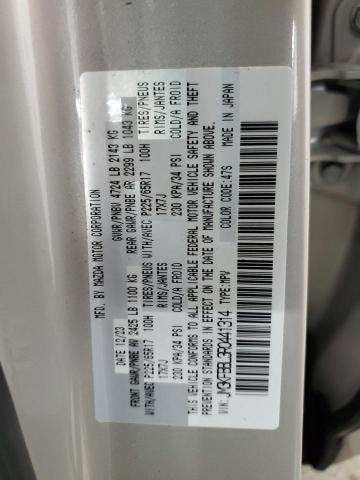 MFD. BY MAZDA MOTOR CORPORATION
12/23 GVWR/PNBV 4724 LB 2143 KG
FRONT GAWR/PNBE AV 2425 LB 1100 KG REAR GAWR/PNBE AR 2299 LB 1043 KG
WITH/AVEC P225/65R17 100H TIRES/PNEUS WITH/AVEC P225/65R17 100H TIRES/PNEUS
17X7J RIMS/JANTES 17X7J RIMS/JANTES
230 KPA/34 PSI COLD/A FROID 230 KPA/34 PSI COLD/A FROID
THIS VEHICLE CONFORMS TO ALL APPLICABLE FEDERAL MOTOR VEHICLE SAFETY AND THEFT
PREVENTION STANDARDS IN EFFECT ON THE DATE OF MANUFACTURE SHOWN ABOVE.
VIN: JM3KFBBL3R0441314 TYPE:MPV COLOR CODE:47S MADE IN JAPAN